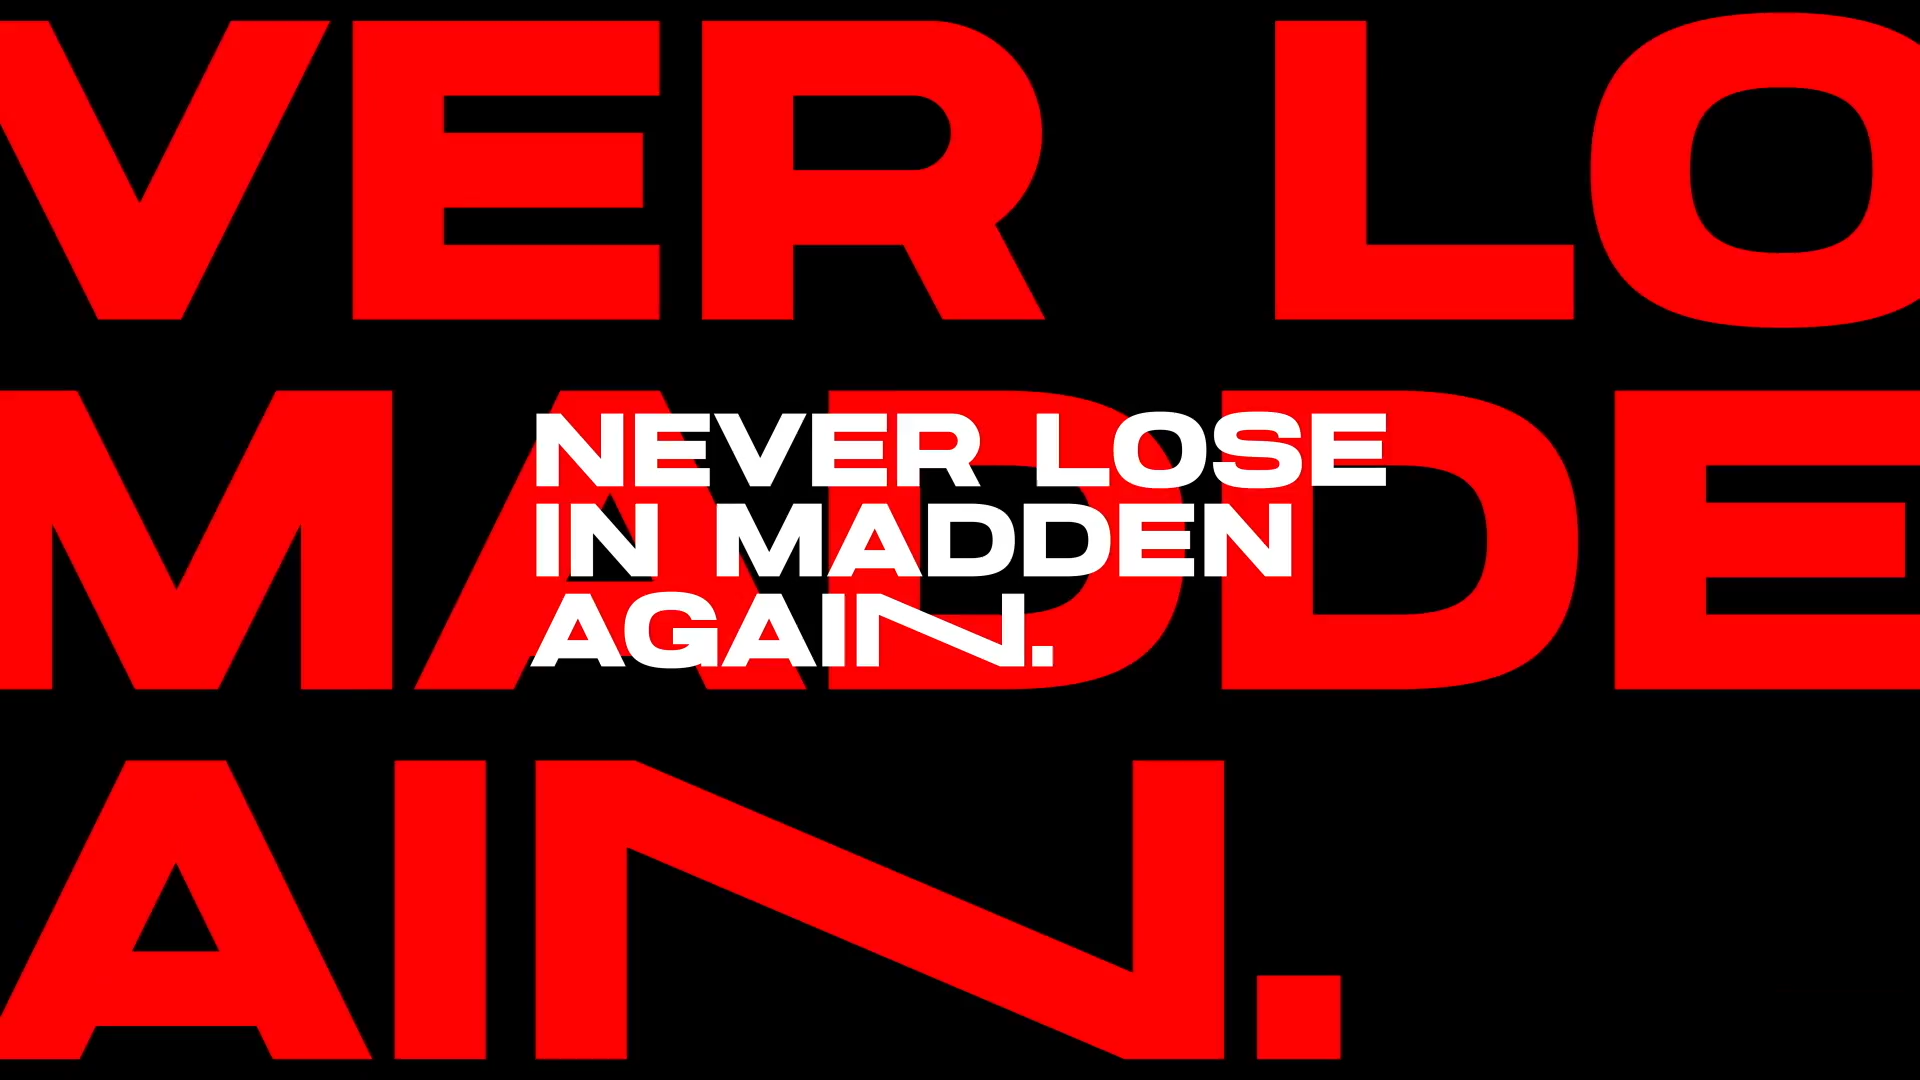 VER LO
MADDE
AIN.
NEVER LOSE
IN MADDEN
AGAIN.